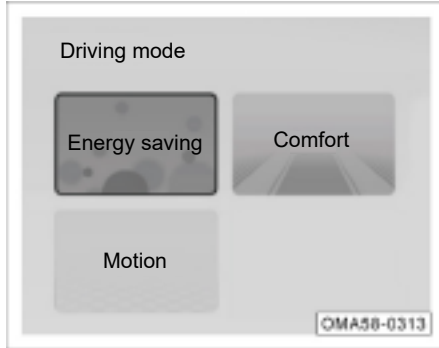 Driving mode
Energy saving
Comfort
Motion
OMA58-0313